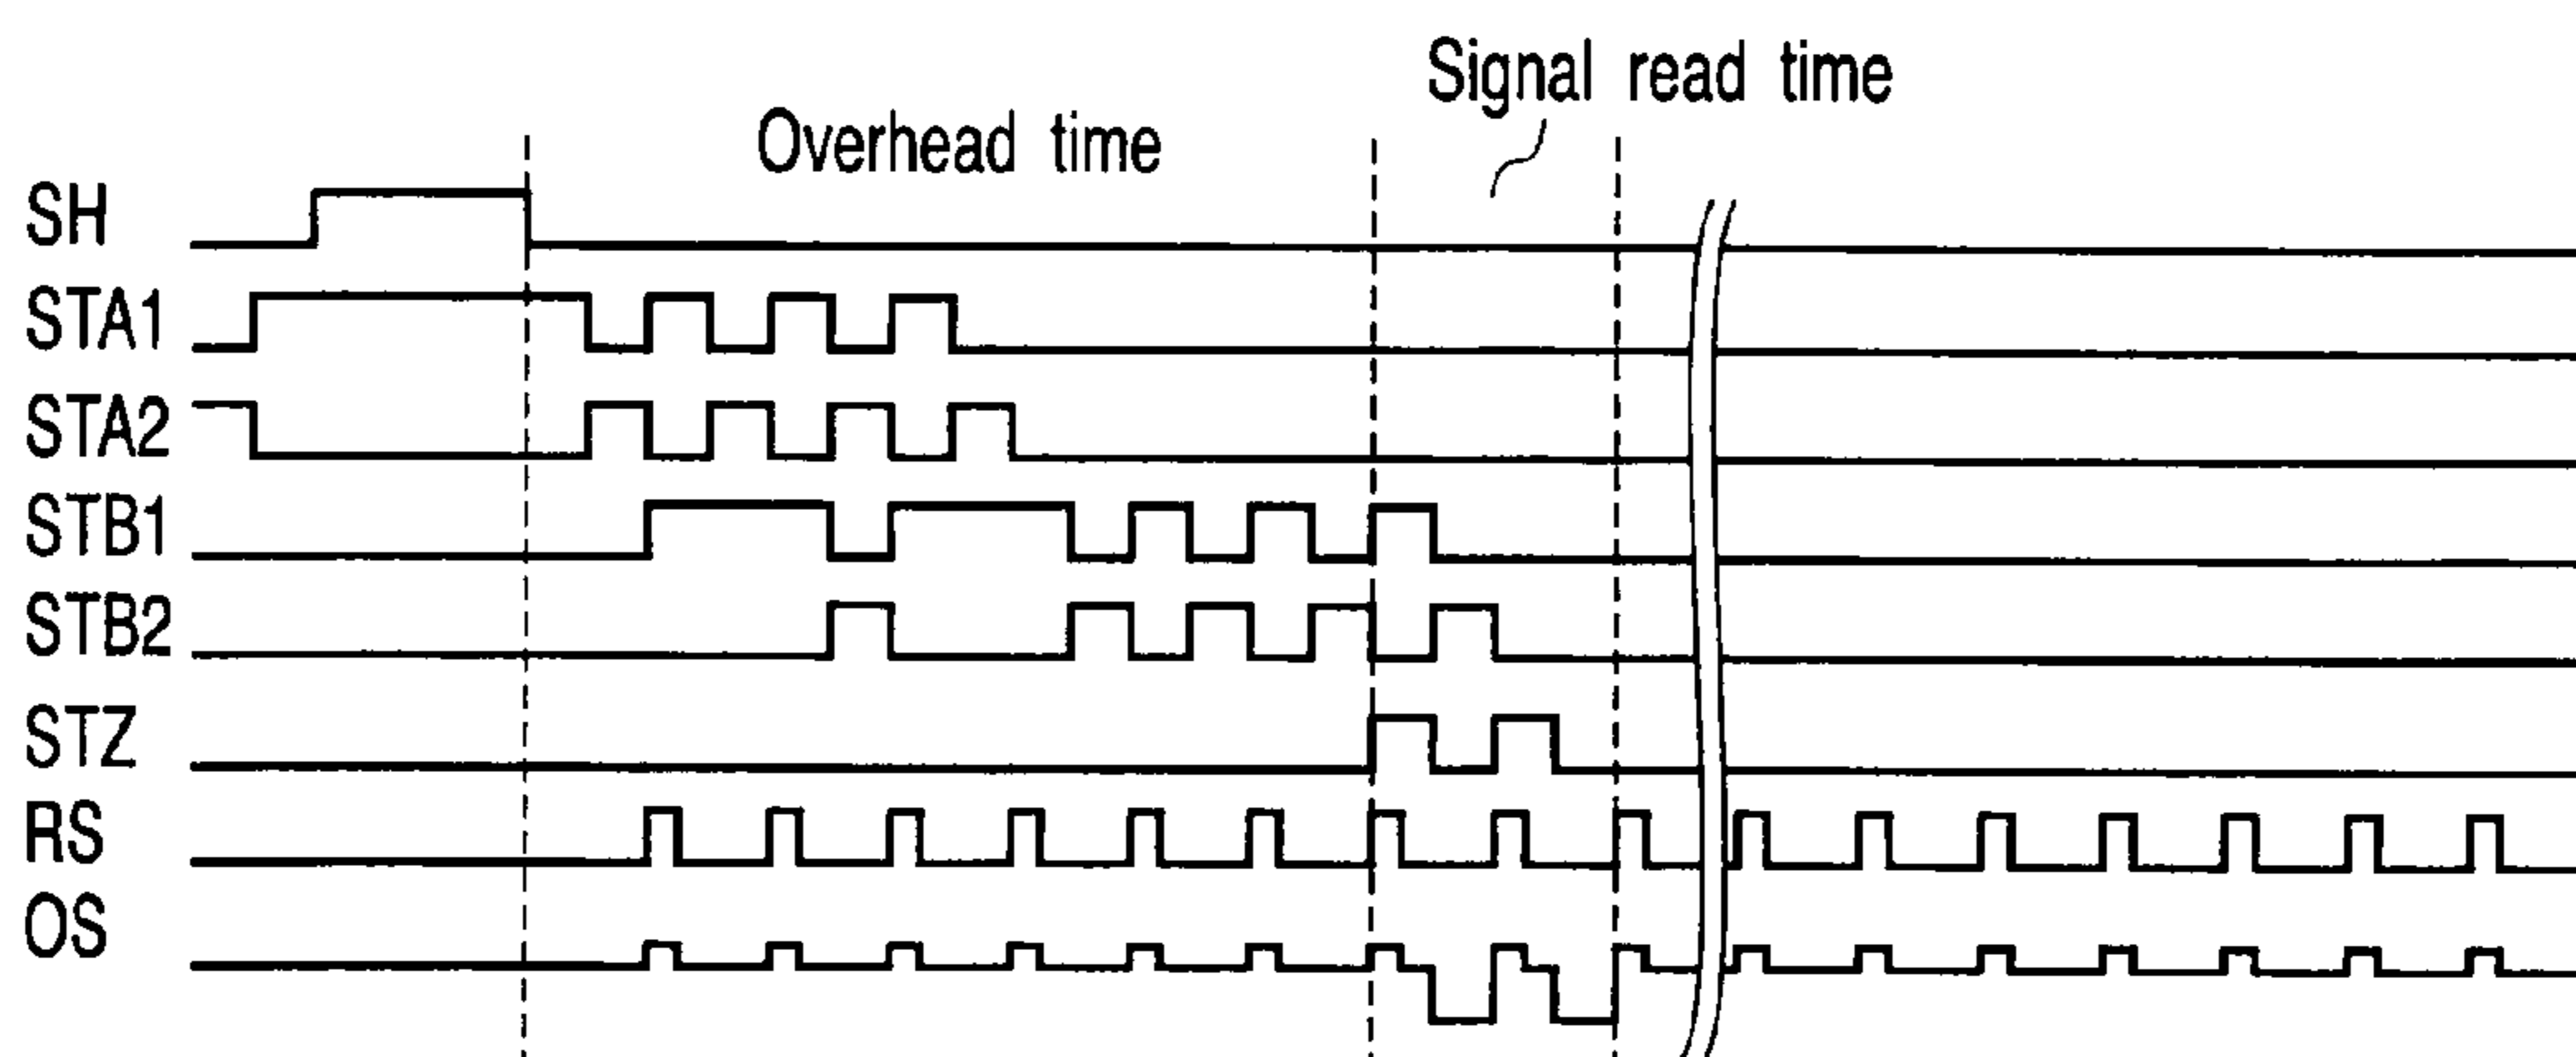 Signal read time
Overhead time
SH
STA1
STA2
STB1
STB2
STZ
RS
OS